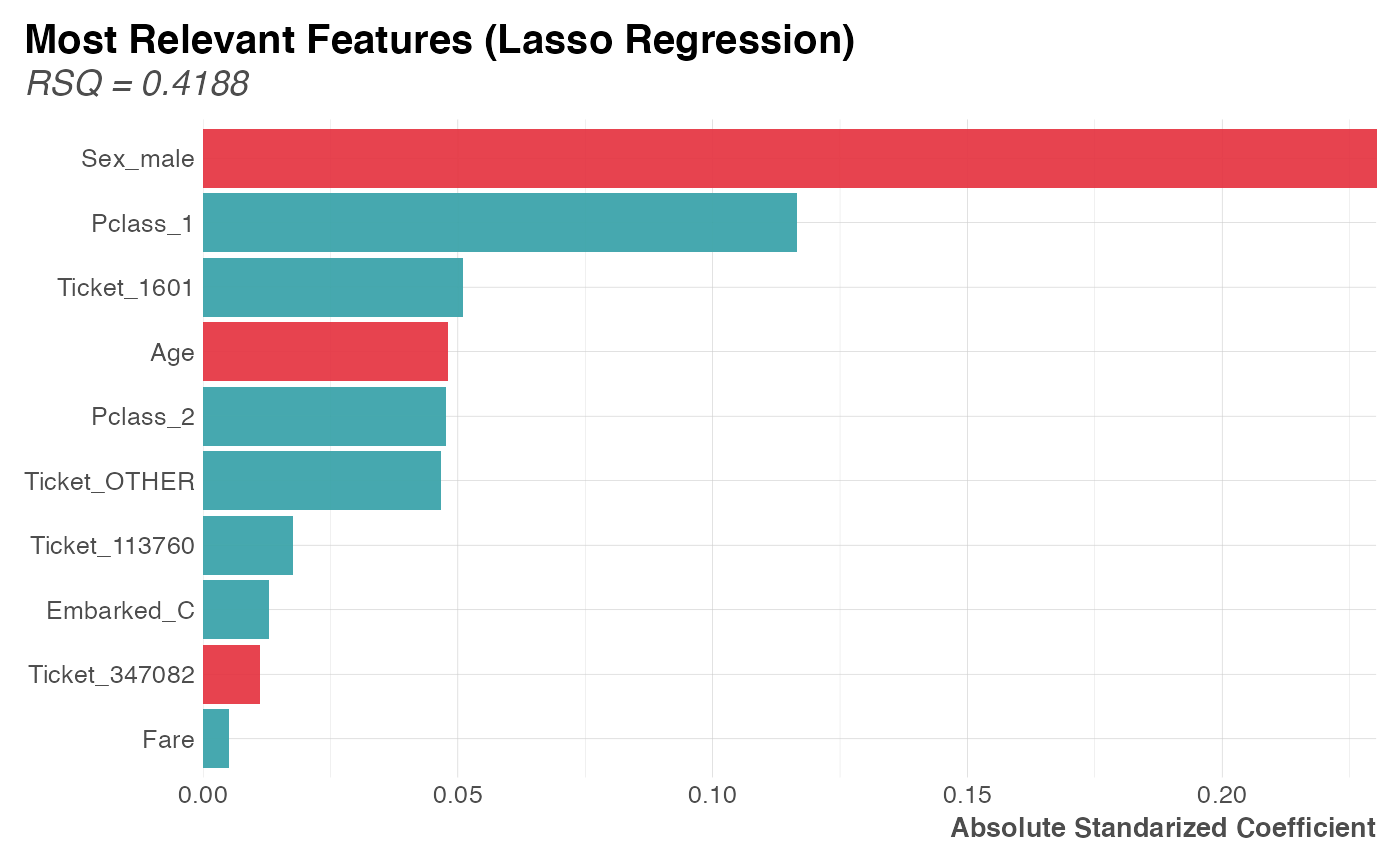 Most Relevant Features (Lasso Regression)
RSQ = 0.4188
Sex_male
Pclass_1
Ticket_1601
Age
Pclass_2
Ticket_OTHER
Ticket_113760
Embarked_C
Ticket_347082
Fare
0.00 0.05 0.10 0.15 0.20
Absolute Standarized Coefficient